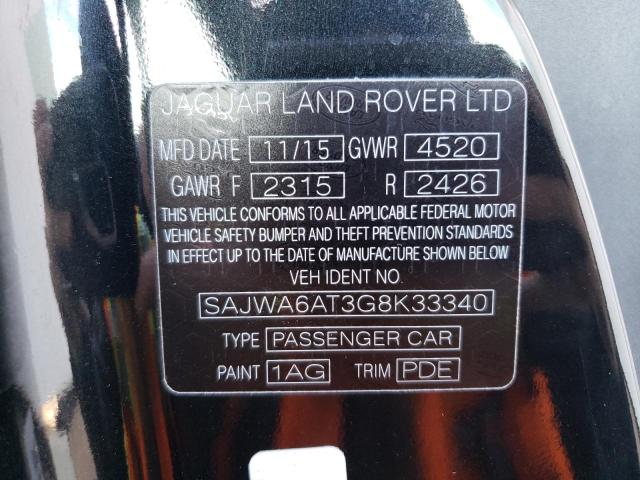 JAGUAR LAND ROVER LTD
MFD DATE 11/15 GVWR 4520
GAWR F 2315 R 2426
THIS VEHICLE CONFORMS TO ALL APPLICABLE FEDERAL MOTOR
VEHICLE SAFETY BUMPER AND THEFT PREVENTION STANDARDS
IN EFFECT UP TO THE DATE OF MANUFACTURE SHOWN BELOW
VEH IDENT NO
SAJWA6AT3G8K33340
TYPE PASSENGER CAR
PAINT 1AG TRIM PDE